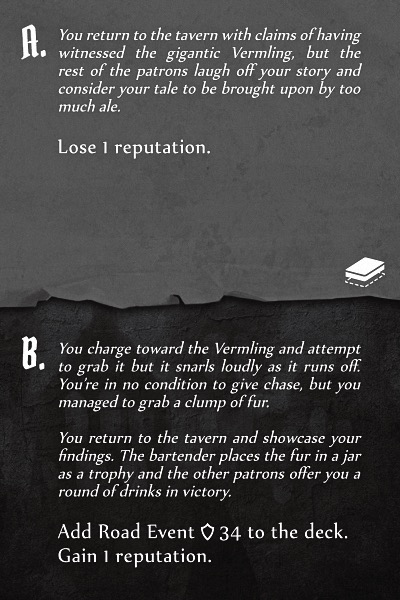 A. You return to the tavern with claims of having
witnessed the gigantic Vermling, but the
rest of the patrons laugh off your story and
consider your tale to be brought upon by too
much ale.
Lose 1 reputation.
B. You charge toward the Vermling and attempt
to grab it but it snarls loudly as it runs off.
You're in no condition to give chase, but you
managed to grab a clump of fur.
You return to the tavern and showcase your
findings. The bartender places the fur in a jar
as a trophy and the other patrons offer you a
round of drinks in victory.
Add Road Event 34 to the deck.
Gain 1 reputation.